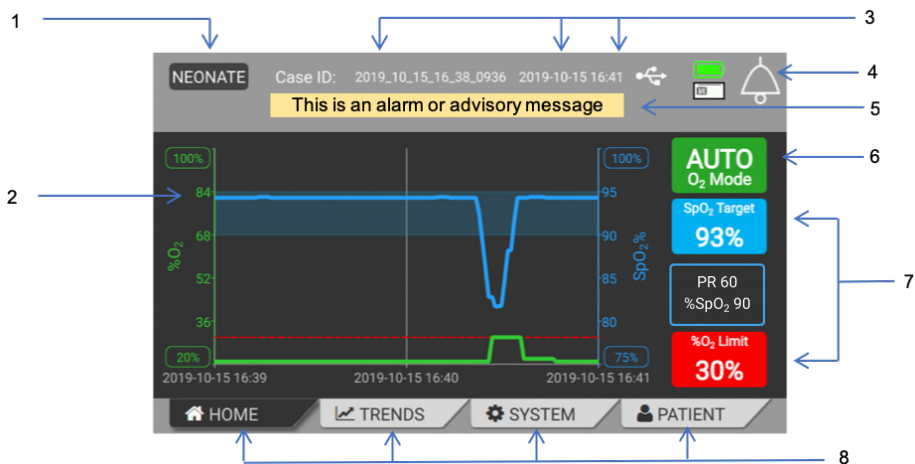 1
3
NEONATE
Case ID: 2019_10_15_16_38_0936 2019-10-15 16:41
4
This is an alarm or advisory message
5
100%
100%
AUTO
O₂ Mode
6
2
84
95
SpO₂ Target
93%
68
90
%O₂
SpO₂%
52
85
PR 60
%SpO₂ 90
7
36
80
%O₂ Limit
30%
20%
75%
2019-10-15 16:39
2019-10-15 16:40
2019-10-15 16:41
HOME
TRENDS
SYSTEM
PATIENT
8